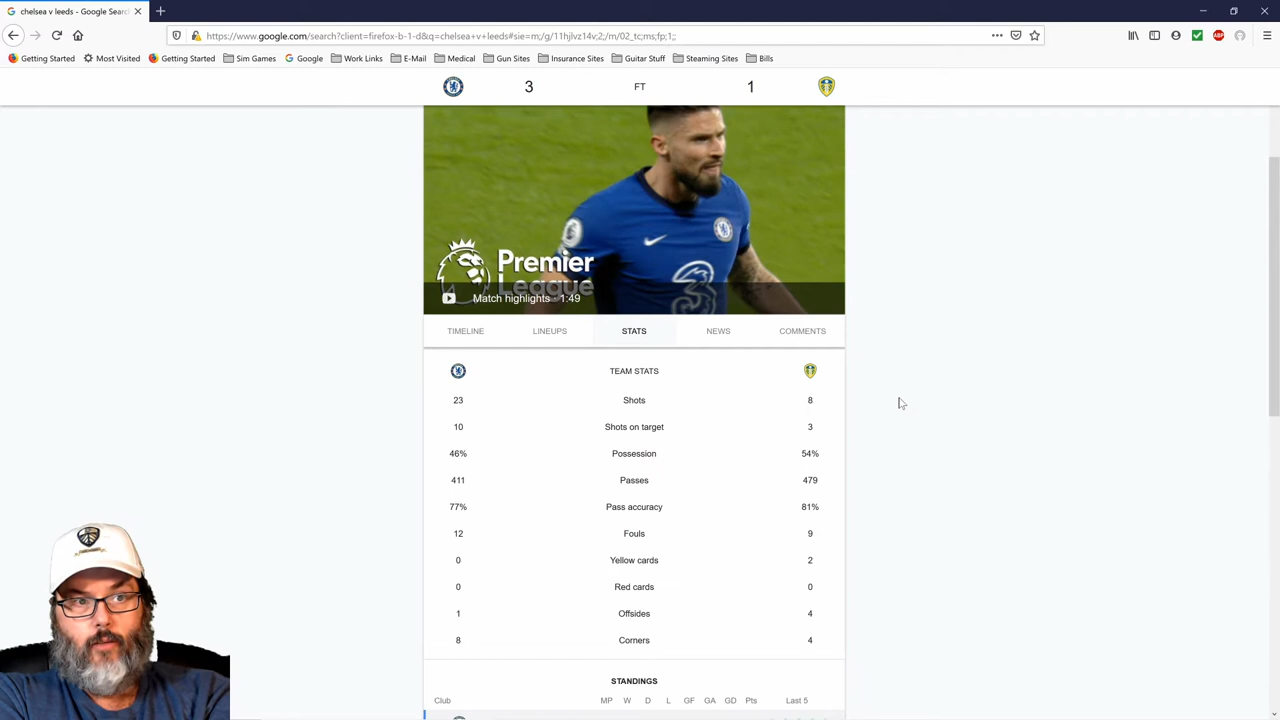 chelsea v leeds - Google Searc
https://www.google.com/search?client=firefox-b-1-d&q=chelsea+v+leeds#sie=m;/g/11hjlvz14v;2;/m/02_tc;ms;fp;1;;
Getting Started Most Visited Getting Started Sim Games Google Work Links E-Mail Medical Gun Sites Insurance Sites Guitar Stuff Steaming Sites Bills
3 FT 1
Premier
League
Match highlights · 1:49
TIMELINE LINEUPS STATS NEWS COMMENTS
TEAM STATS
23 Shots 8
10 Shots on target 3
46% Possession 54%
411 Passes 479
77% Pass accuracy 81%
12 Fouls 9
0 Yellow cards 2
0 Red cards 0
1 Offsides 4
8 Corners 4
STANDINGS
Club MP W D L GF GA GD Pts Last 5